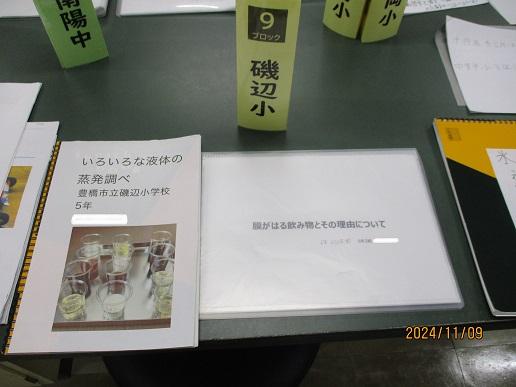 南陽中
9
ブロック
磯辺小
岡小
いろいろな液体の
蒸発調べ
豊橋市立磯辺小学校
5年
膜がはる飲み物とその理由について
2024/11/09